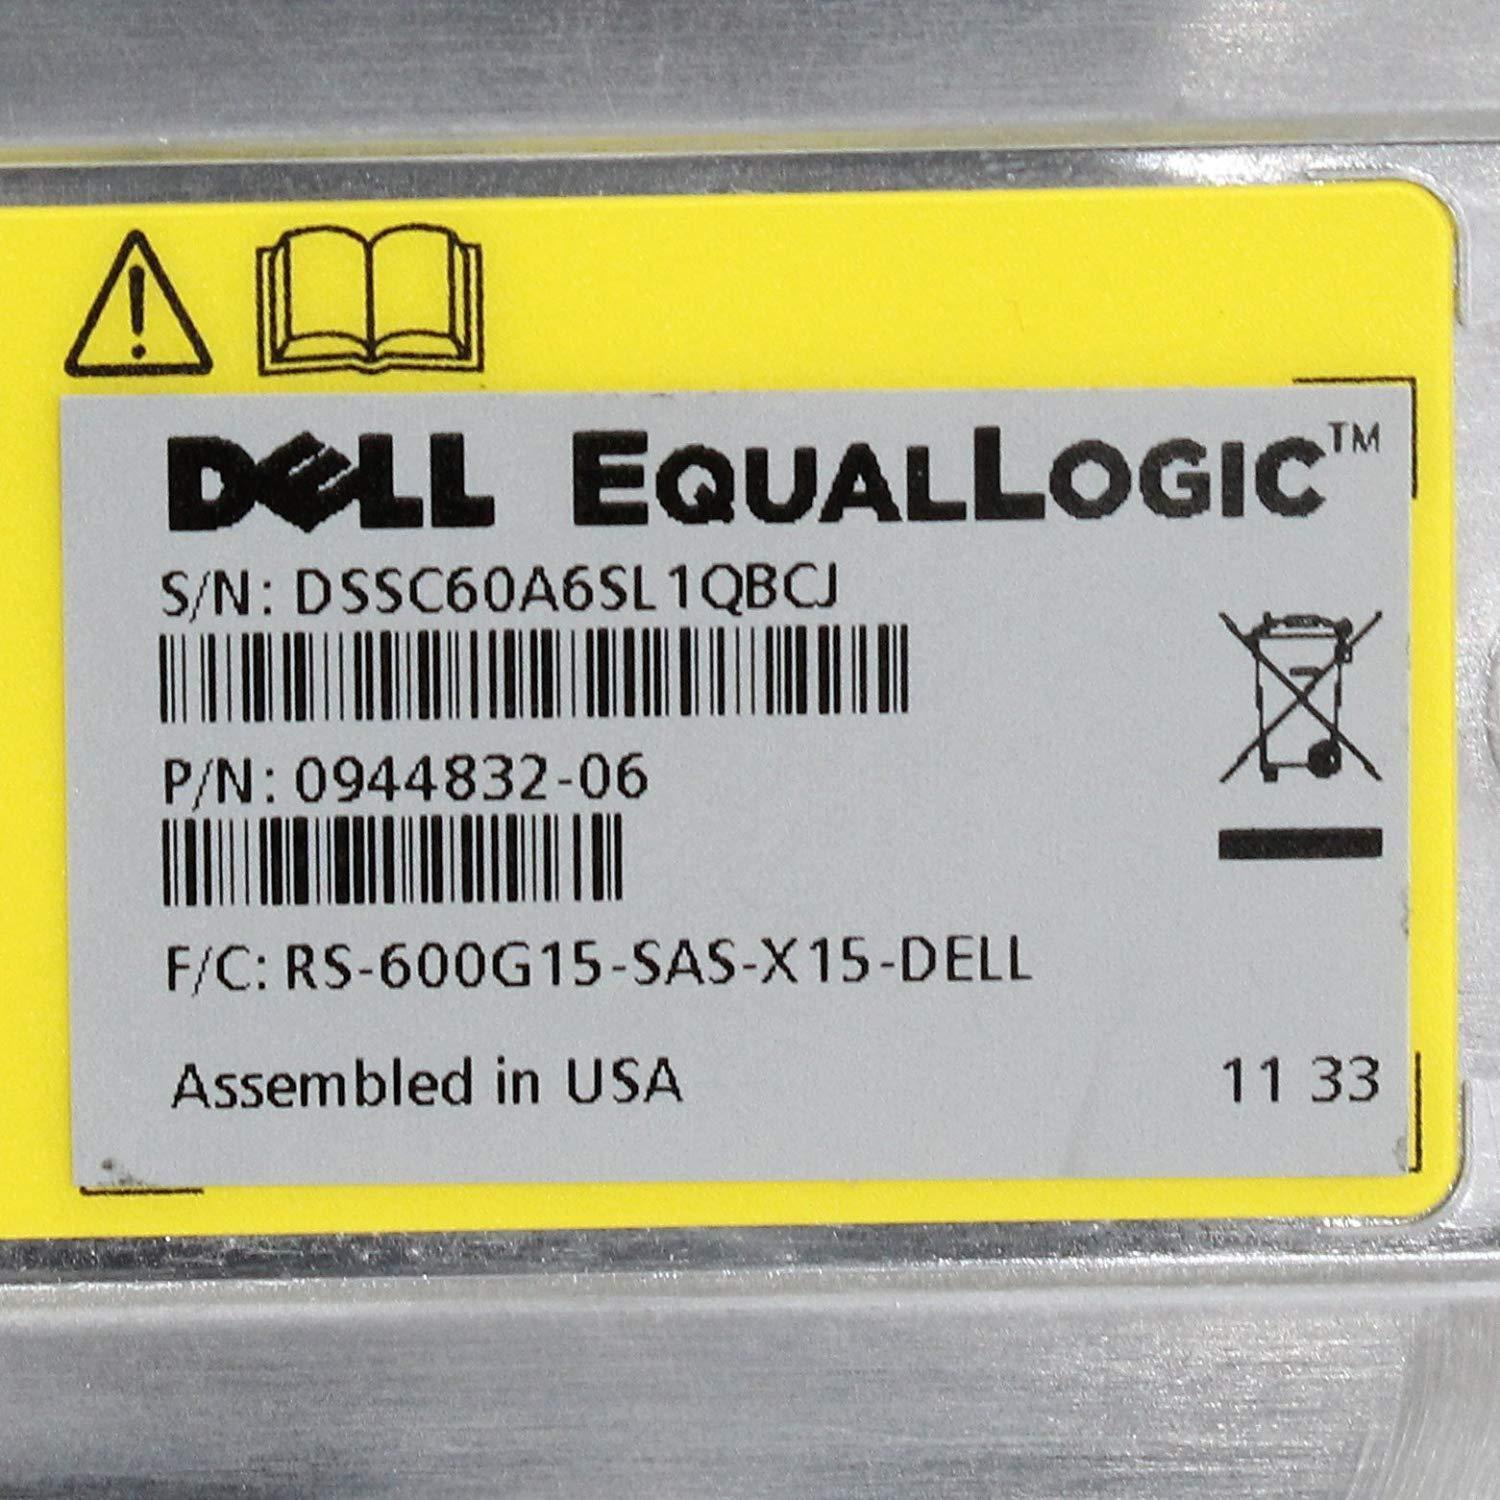 DELL EQUALLOGIC™
S/N: DSSC60A6SL1QBCJ
P/N: 0944832-06
F/C: RS-600G15-SAS-X15-DELL
Assembled in USA 11 33